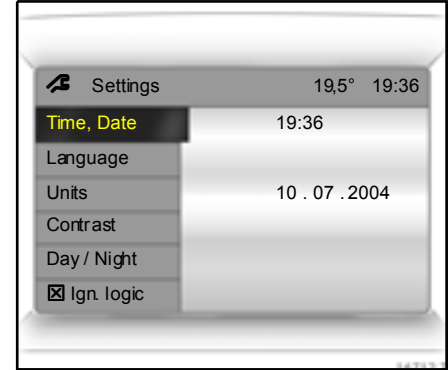 Settings 19,5° 19:36
Time, Date 19:36
Language
Units 10 . 07 . 2004
Contrast
Day / Night
☒ Ign. logic